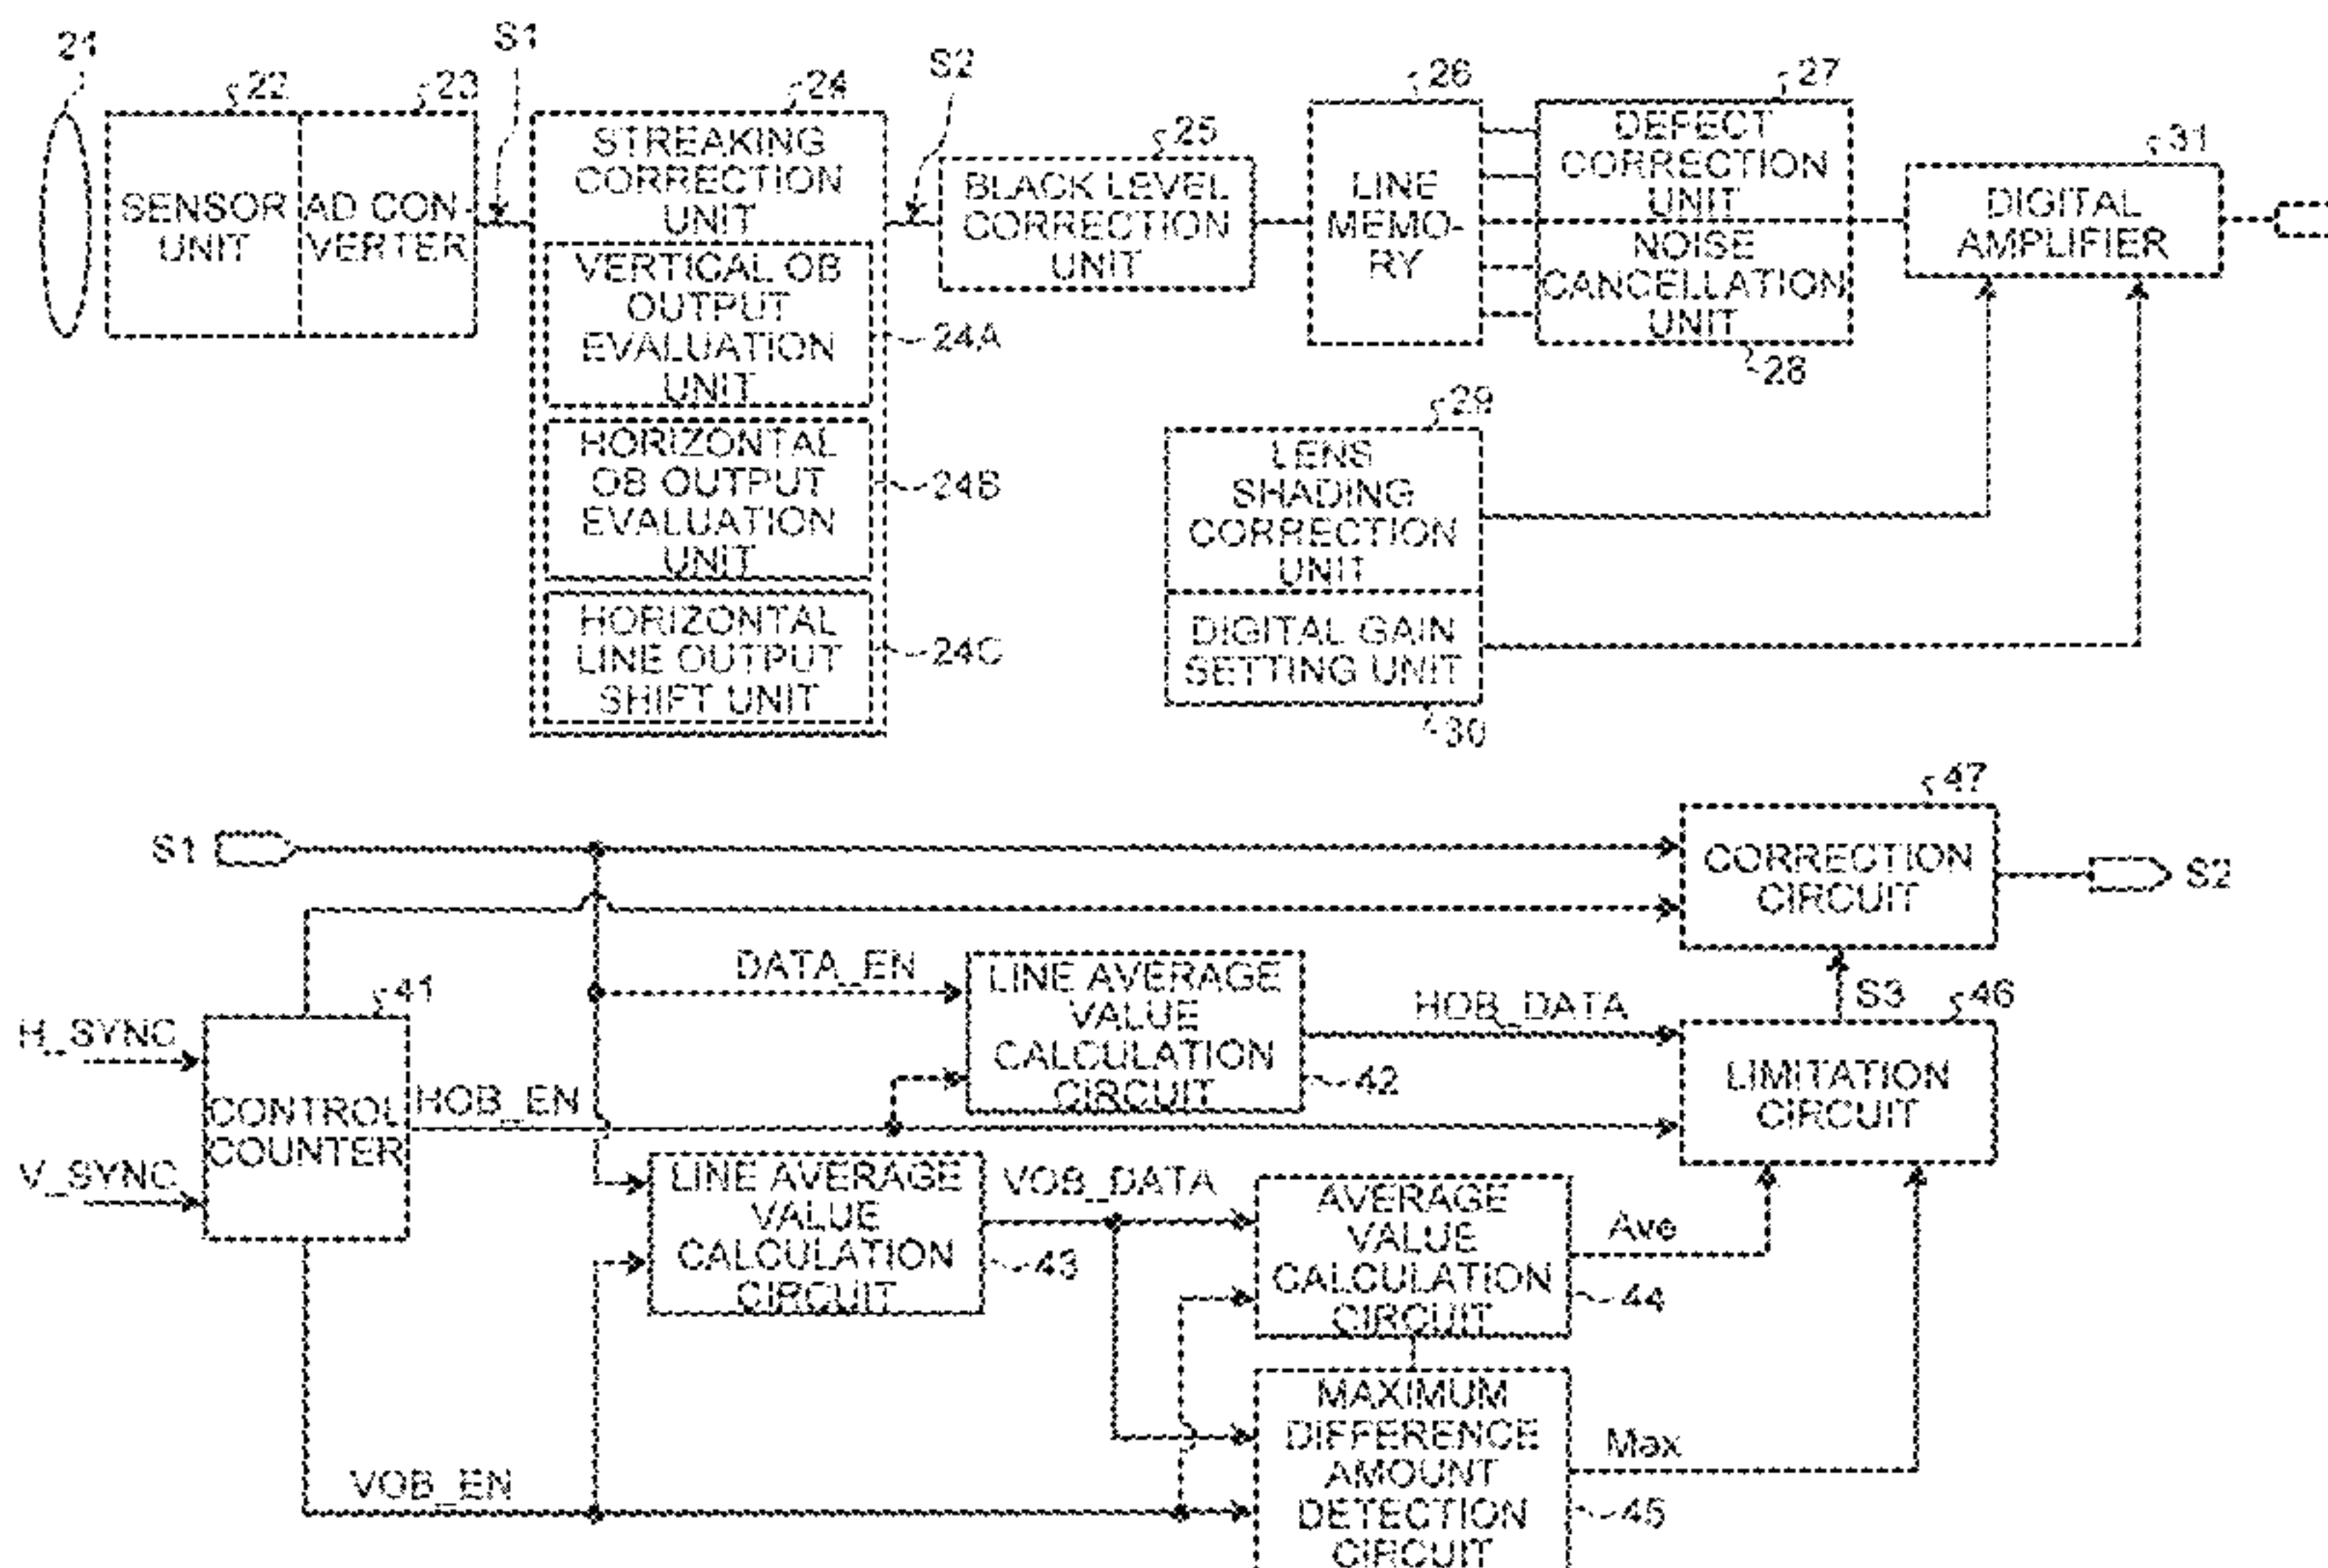 21
22
23
S1
24
S2
25
26
27
31
SENSOR
UNIT
AD CON-
VERTER
STREAKING
CORRECTION
UNIT
VERTICAL OB
OUTPUT
EVALUATION
UNIT
24A
HORIZONTAL
OB OUTPUT
EVALUATION
UNIT
24B
HORIZONTAL
LINE OUTPUT
SHIFT UNIT
24C
BLACK LEVEL
CORRECTION
UNIT
LINE
MEMO-
RY
DEFECT
CORRECTION
UNIT
NOISE
CANCELLATION
UNIT
28
DIGITAL
AMPLIFIER
29
LENS
SHADING
CORRECTION
UNIT
DIGITAL GAIN
SETTING UNIT
30
S1
47
CORRECTION
CIRCUIT
S2
H_SYNC
V_SYNC
41
CONTROL
COUNTER
DATA_EN
HOB_EN
LINE AVERAGE
VALUE
CALCULATION
CIRCUIT
42
HOB_DATA
S3
46
LIMITATION
CIRCUIT
LINE AVERAGE
VALUE
CALCULATION
CIRCUIT
43
VOB_DATA
AVERAGE
VALUE
CALCULATION
CIRCUIT
44
Ave
VOB_EN
MAXIMUM
DIFFERENCE
AMOUNT
DETECTION
CIRCUIT
45
Max